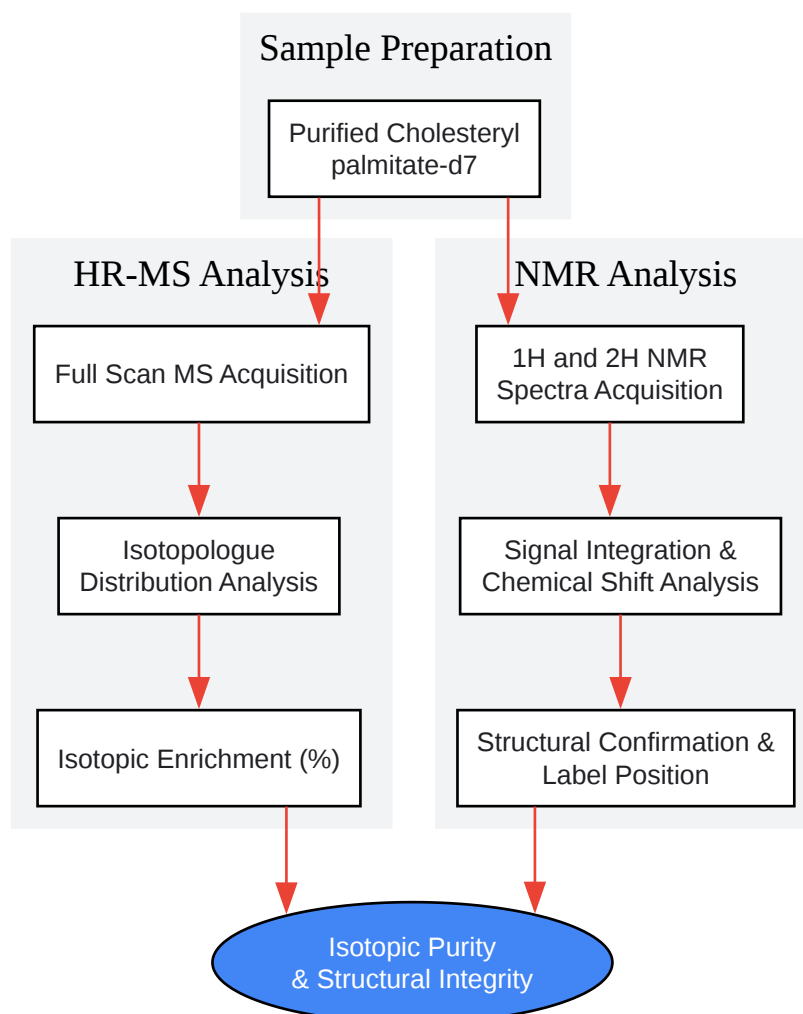 Sample Preparation
Purified Cholesteryl
palmitate-d7
HR-MS Analysis
Full Scan MS Acquisition
Isotopologue
Distribution Analysis
Isotopic Enrichment (%)
NMR Analysis
1H and 2H NMR
Spectra Acquisition
Signal Integration &
Chemical Shift Analysis
Structural Confirmation &
Label Position
Isotopic Purity
& Structural Integrity